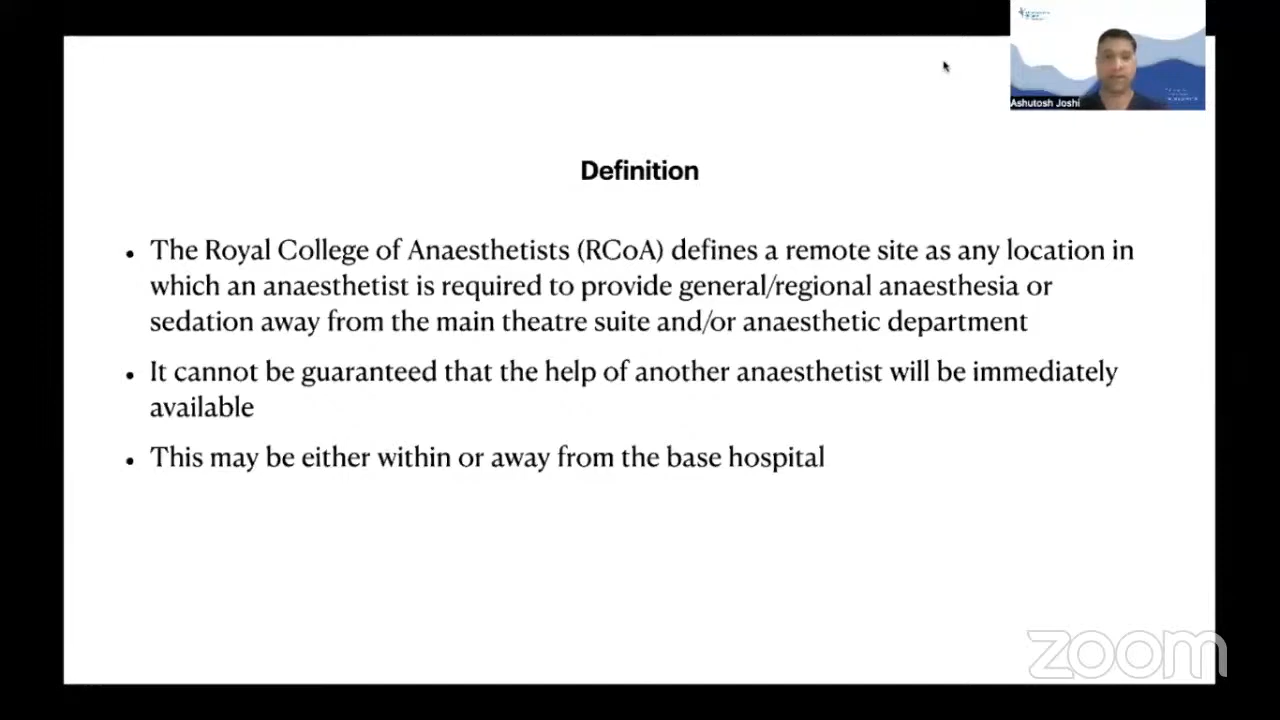 Ashutosh Joshi
Definition
• The Royal College of Anaesthetists (RCoA) defines a remote site as any location in
which an anaesthetist is required to provide general/regional anaesthesia or
sedation away from the main theatre suite and/or anaesthetic department
• It cannot be guaranteed that the help of another anaesthetist will be immediately
available
• This may be either within or away from the base hospital
zoom